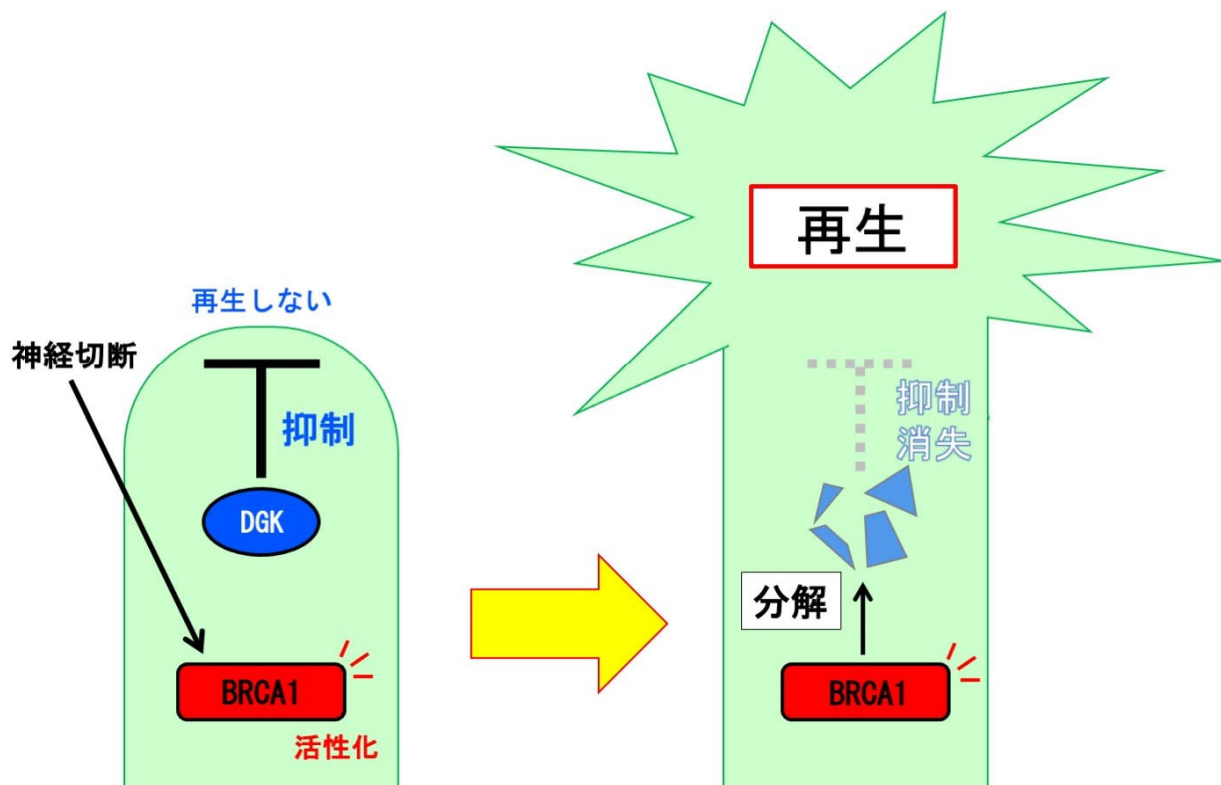 再生しない
神経切断
抑制
DGK
BRCA1
活性化
再生
抑制
消失
分解
BRCA1